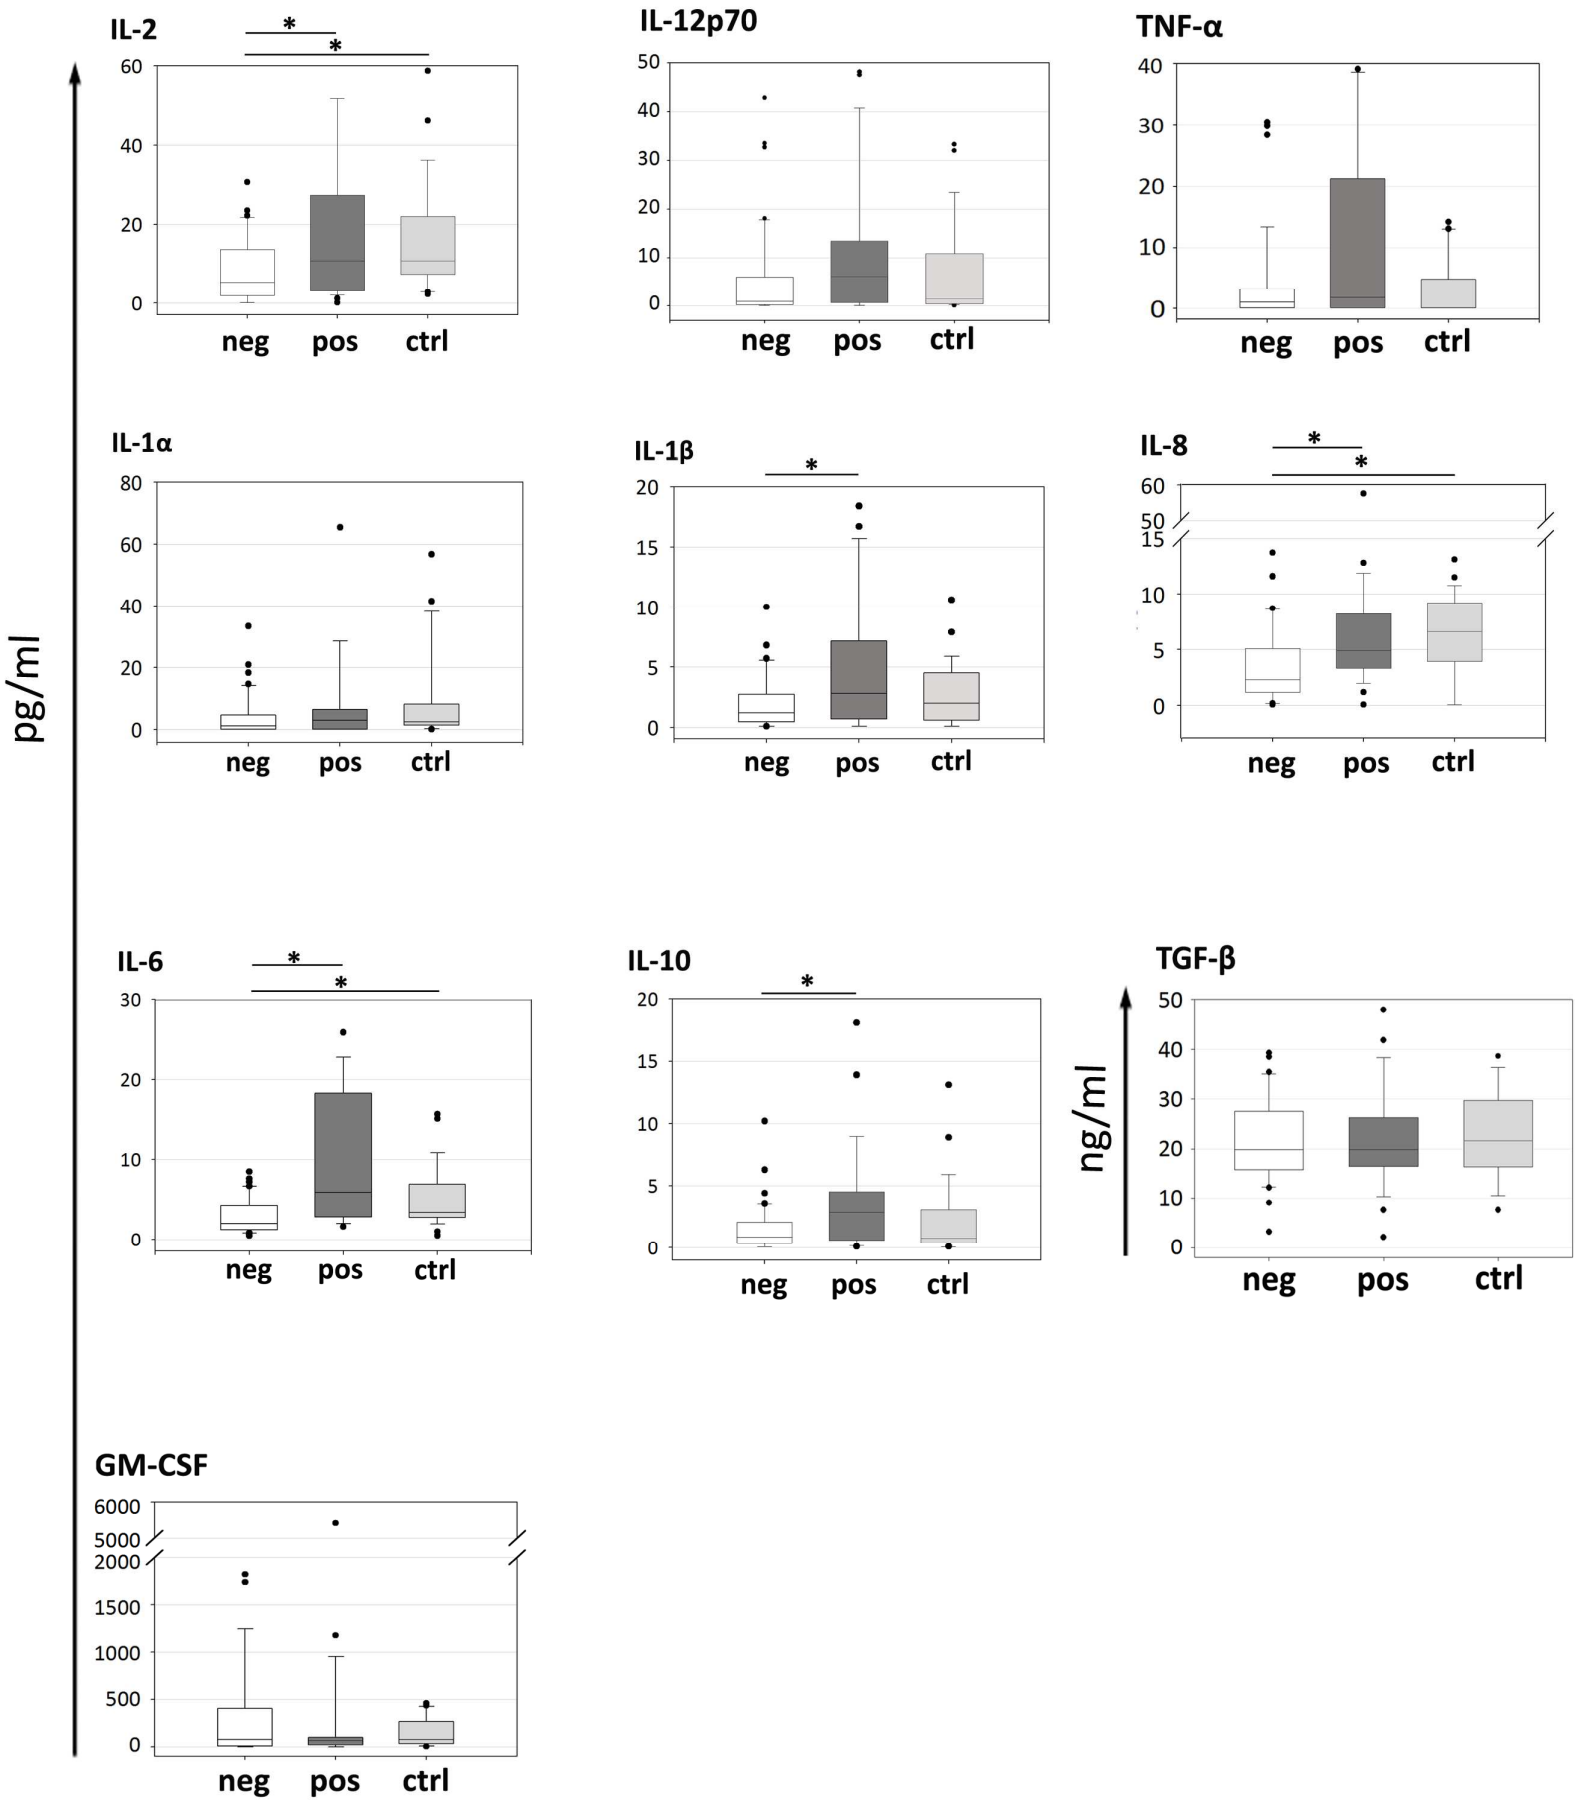 pg/ml
IL-2
*
*
60
40
20
0
neg pos ctrl
IL-12p70
50
40
30
20
10
0
neg pos ctrl
TNF-α
40
30
20
10
0
neg pos ctrl
IL-1α
80
60
40
20
0
neg pos ctrl
IL-1β
*
20
15
10
5
0
neg pos ctrl
IL-8
*
*
60
50
15
10
5
0
neg pos ctrl
IL-6
*
*
30
20
10
0
neg pos ctrl
IL-10
*
20
15
10
5
0
neg pos ctrl
TGF-β
ng/ml
50
40
30
20
10
0
neg pos ctrl
GM-CSF
6000
5000
2000
1500
1000
500
0
neg pos ctrl